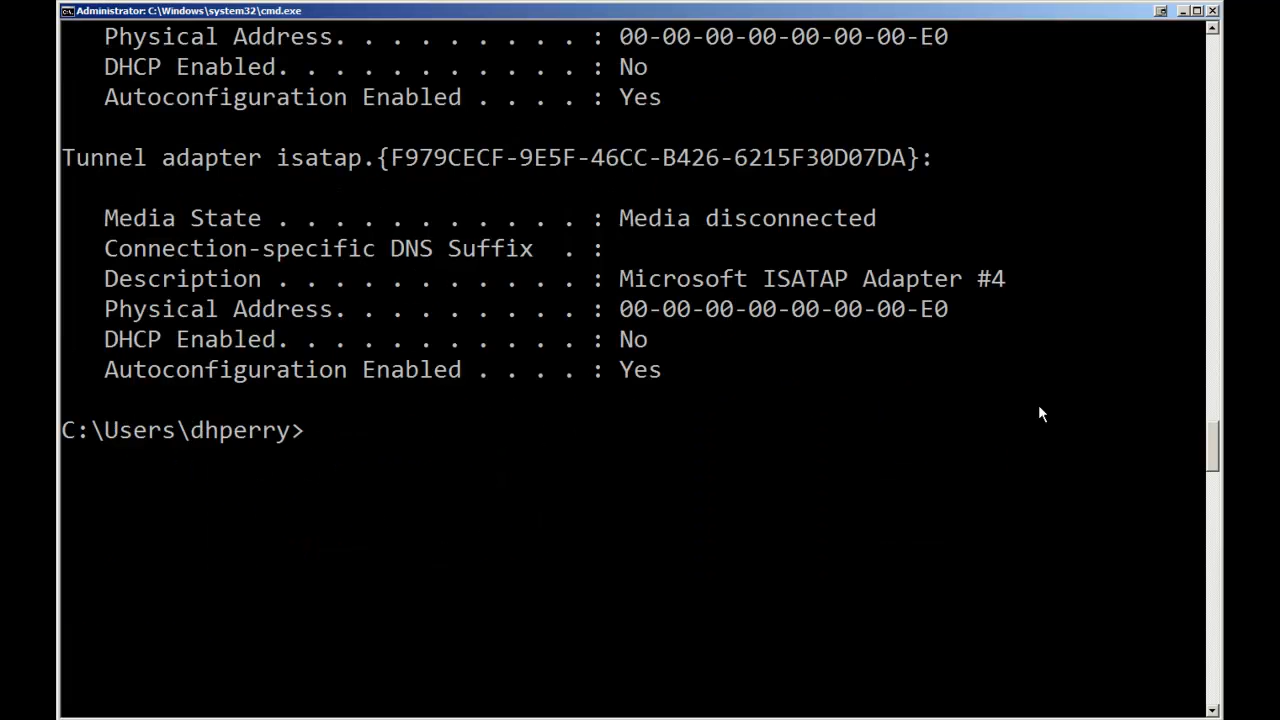 Administrator: C:\Windows\system32\cmd.exe
Physical Address. . . . . . . . . : 00-00-00-00-00-00-00-E0
DHCP Enabled. . . . . . . . . . . : No
Autoconfiguration Enabled . . . . : Yes
Tunnel adapter isatap.{F979CECF-9E5F-46CC-B426-6215F30D07DA}:
Media State . . . . . . . . . . . : Media disconnected
Connection-specific DNS Suffix  . :
Description . . . . . . . . . . . : Microsoft ISATAP Adapter #4
Physical Address. . . . . . . . . : 00-00-00-00-00-00-00-E0
DHCP Enabled. . . . . . . . . . . : No
Autoconfiguration Enabled . . . . : Yes
C:\Users\dhperry>